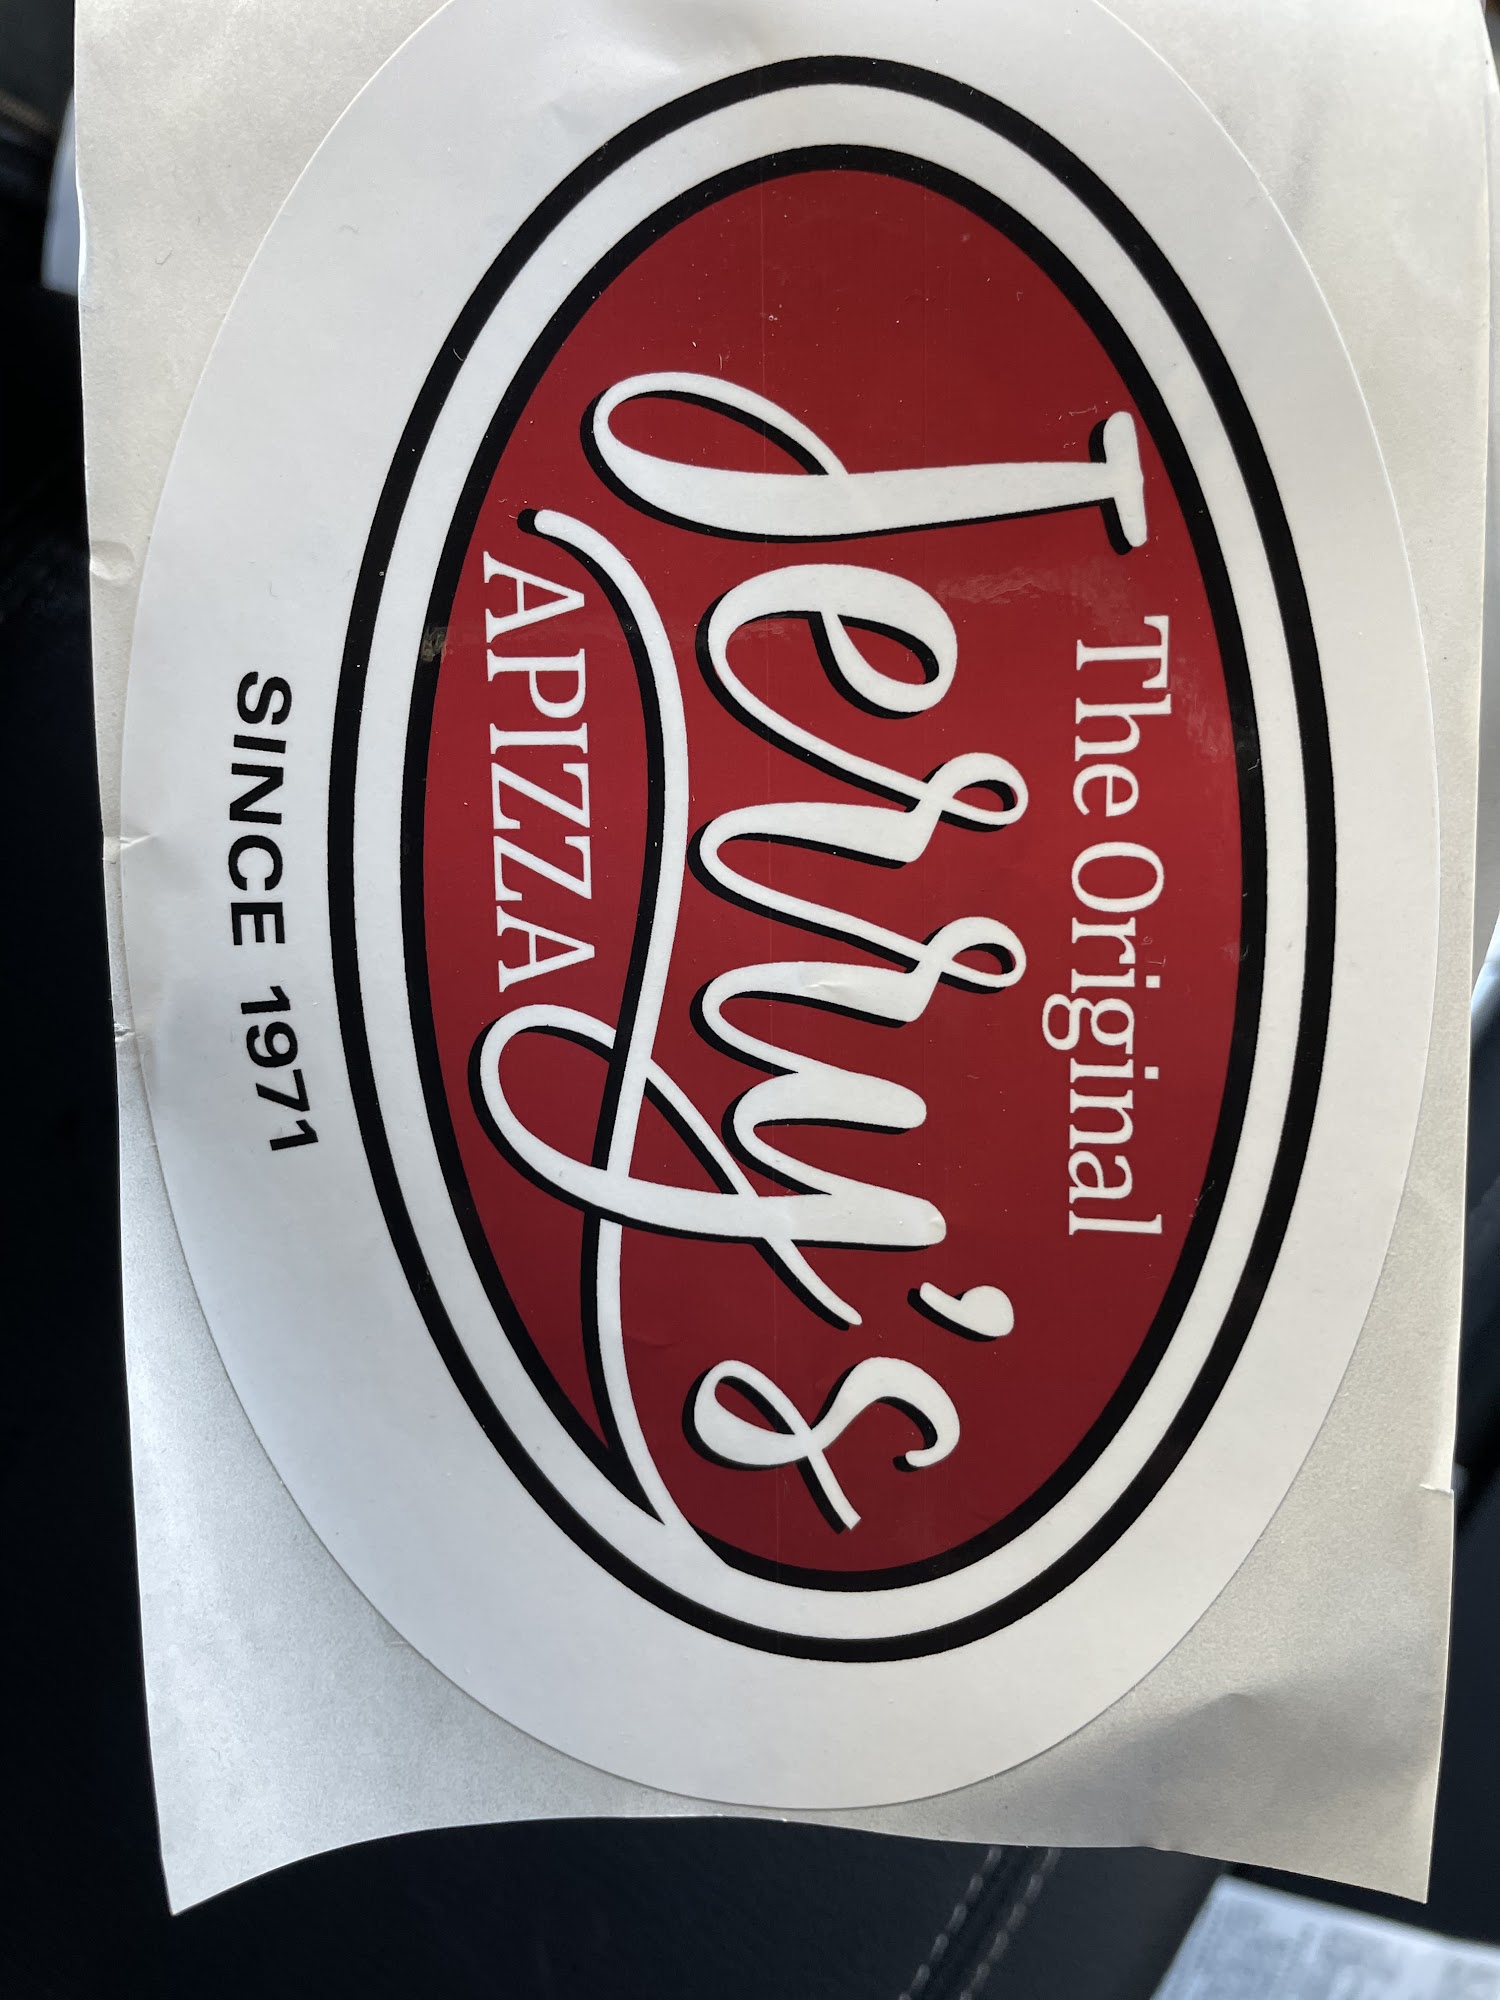 The Original
Jerry's
APIZZA
SINCE 1971